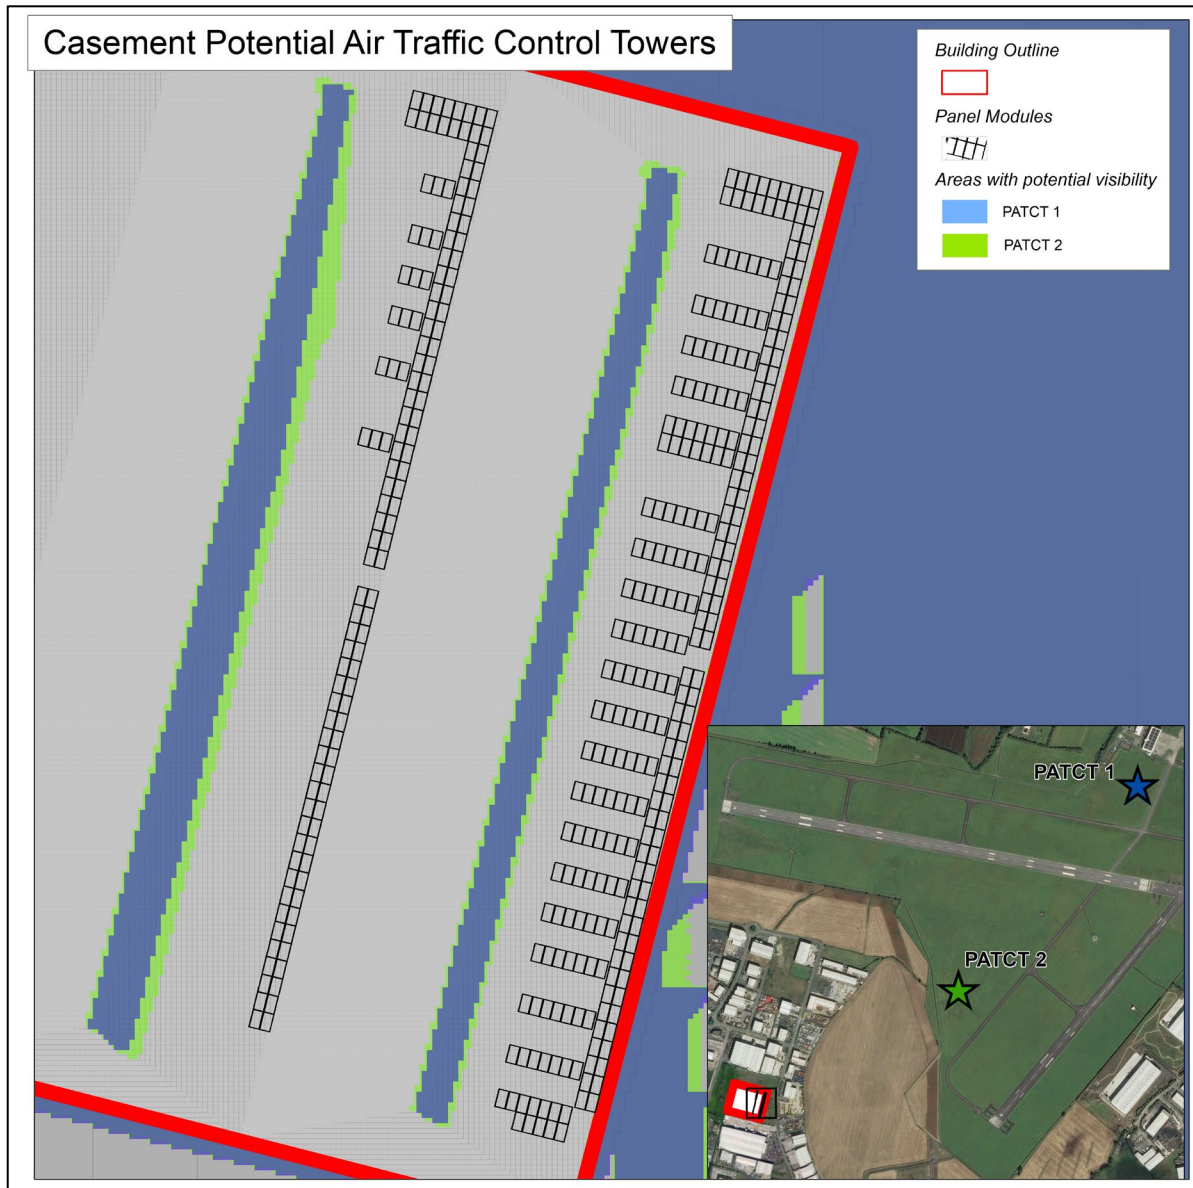 Casement Potential Air Traffic Control Towers
Building Outline
Panel Modules
Areas with potential visibility
PATCT 1
PATCT 2
PATCT 1
PATCT 2